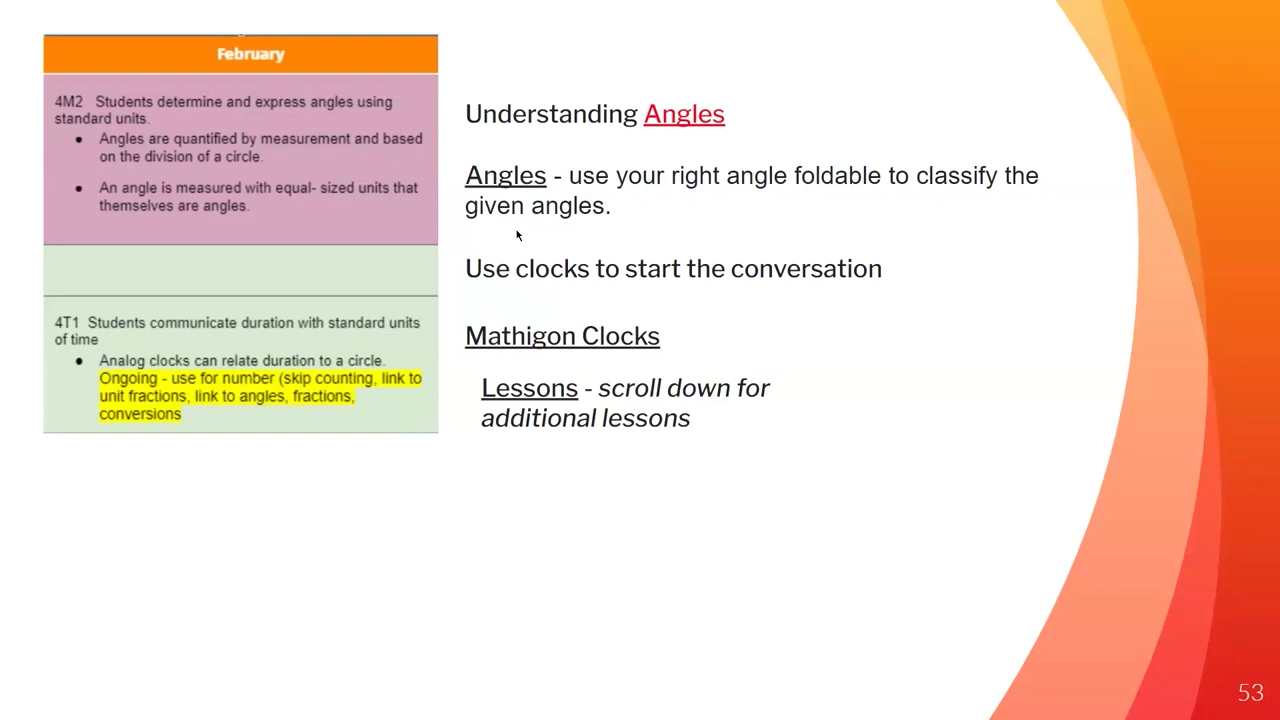 February
4M2 Students determine and express angles using
standard units.
● Angles are quantified by measurement and based
on the division of a circle.
● An angle is measured with equal- sized units that
themselves are angles.
4T1 Students communicate duration with standard units
of time
● Analog clocks can relate duration to a circle.
Ongoing - use for number (skip counting, link to
unit fractions, link to angles, fractions,
conversions
Understanding Angles
Angles - use your right angle foldable to classify the
given angles.
Use clocks to start the conversation
Mathigon Clocks
Lessons - scroll down for
additional lessons
53